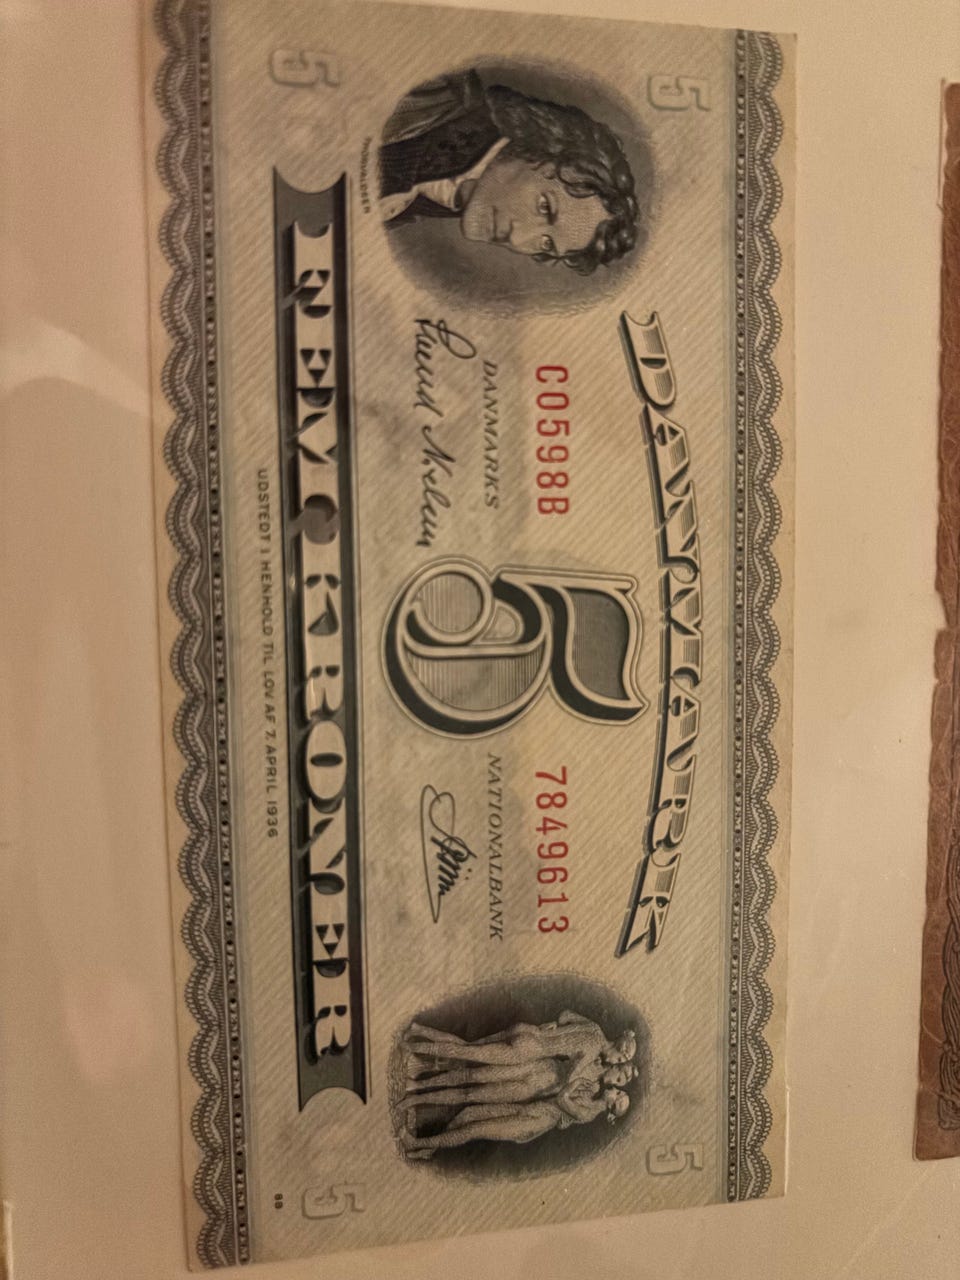 5
5
DANMARK
C0598B
7849613
5
DANMARKS
NATIONALBANK
THORVALDSEN
FEM KRONER
UDSTEDT I HENHOLD TIL LOV AF 7. APRIL 1936
5
5